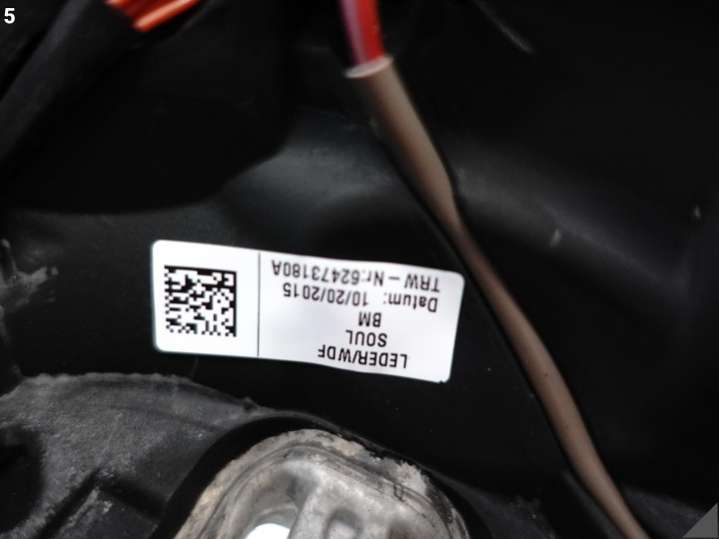 5
LEDER/WDF
SOUL
BM
Datum: 10/20/2015
TRW-Nr:62473180A